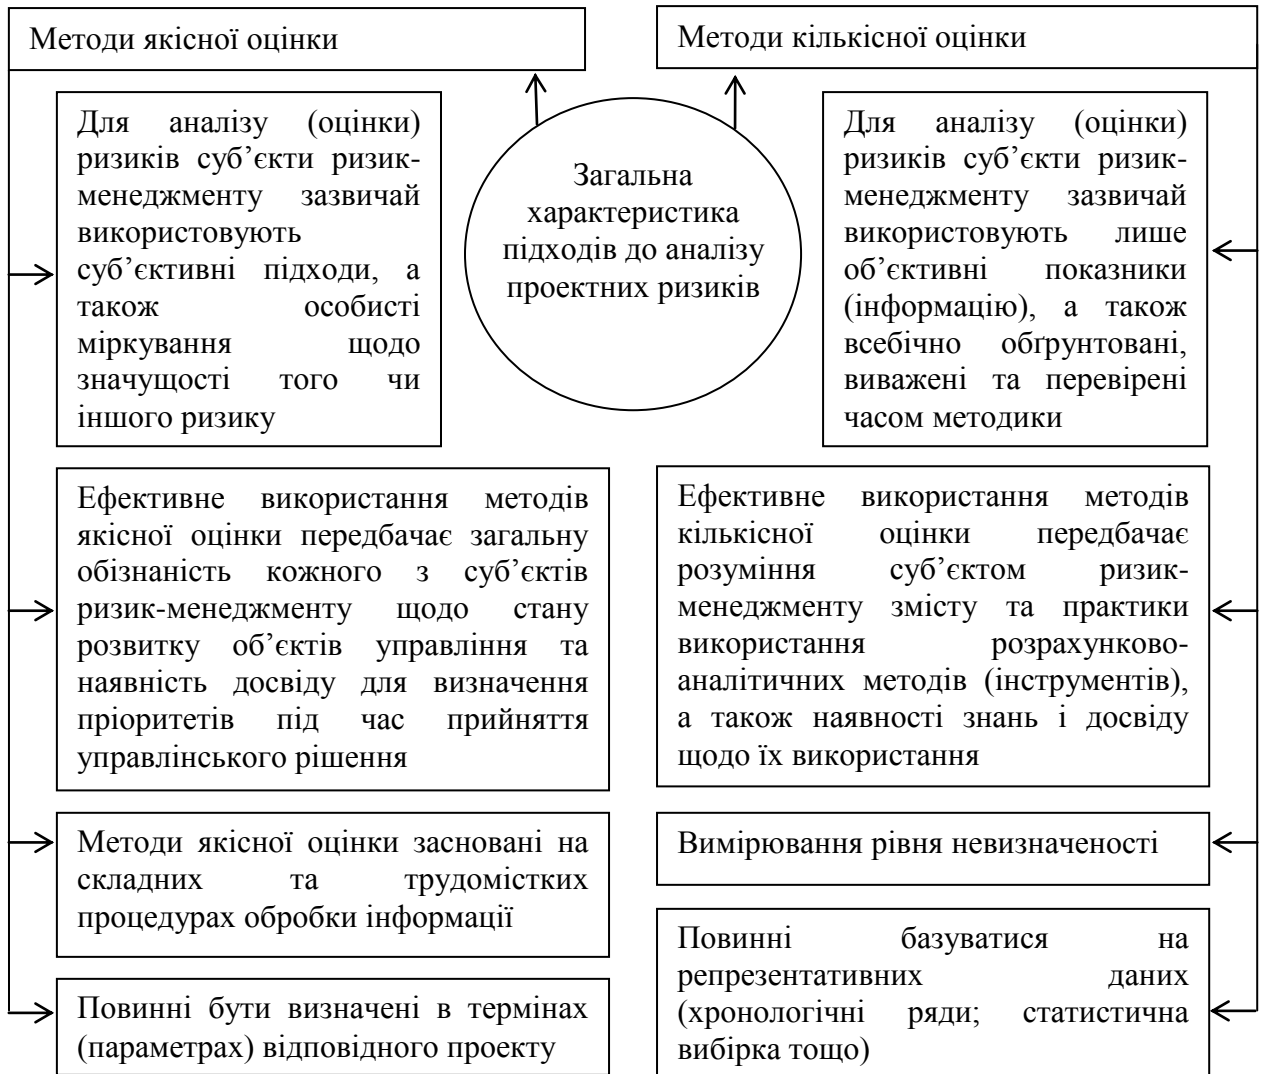 Методи якісної оцінки
Методи кількісної оцінки
Для аналізу (оцінки)
ризиків суб’єкти ризик-
менеджменту зазвичай
використовують
суб’єктивні підходи, а
також особисті
міркування щодо
значущості того чи
іншого ризику
Загальна
характеристика
підходів до аналізу
проектних ризиків
Для аналізу (оцінки)
ризиків суб’єкти ризик-
менеджменту зазвичай
використовують лише
об’єктивні показники
(інформацію), а також
всебічно обґрунтовані,
виважені та перевірені
часом методики
Ефективне використання методів
якісної оцінки передбачає загальну
обізнаність кожного з суб’єктів
ризик-менеджменту щодо стану
розвитку об’єктів управління та
наявність досвіду для визначення
пріоритетів під час прийняття
управлінського рішення
Ефективне використання методів
кількісної оцінки передбачає
розуміння суб’єктом ризик-
менеджменту змісту та практики
використання розрахунково-
аналітичних методів (інструментів),
а також наявності знань і досвіду
щодо їх використання
Методи якісної оцінки засновані на
складних та трудомістких
процедурах обробки інформації
Вимірювання рівня невизначеності
Повинні бути визначені в термінах
(параметрах) відповідного проекту
Повинні базуватися на
репрезентативних даних
(хронологічні ряди; статистична
вибірка тощо)